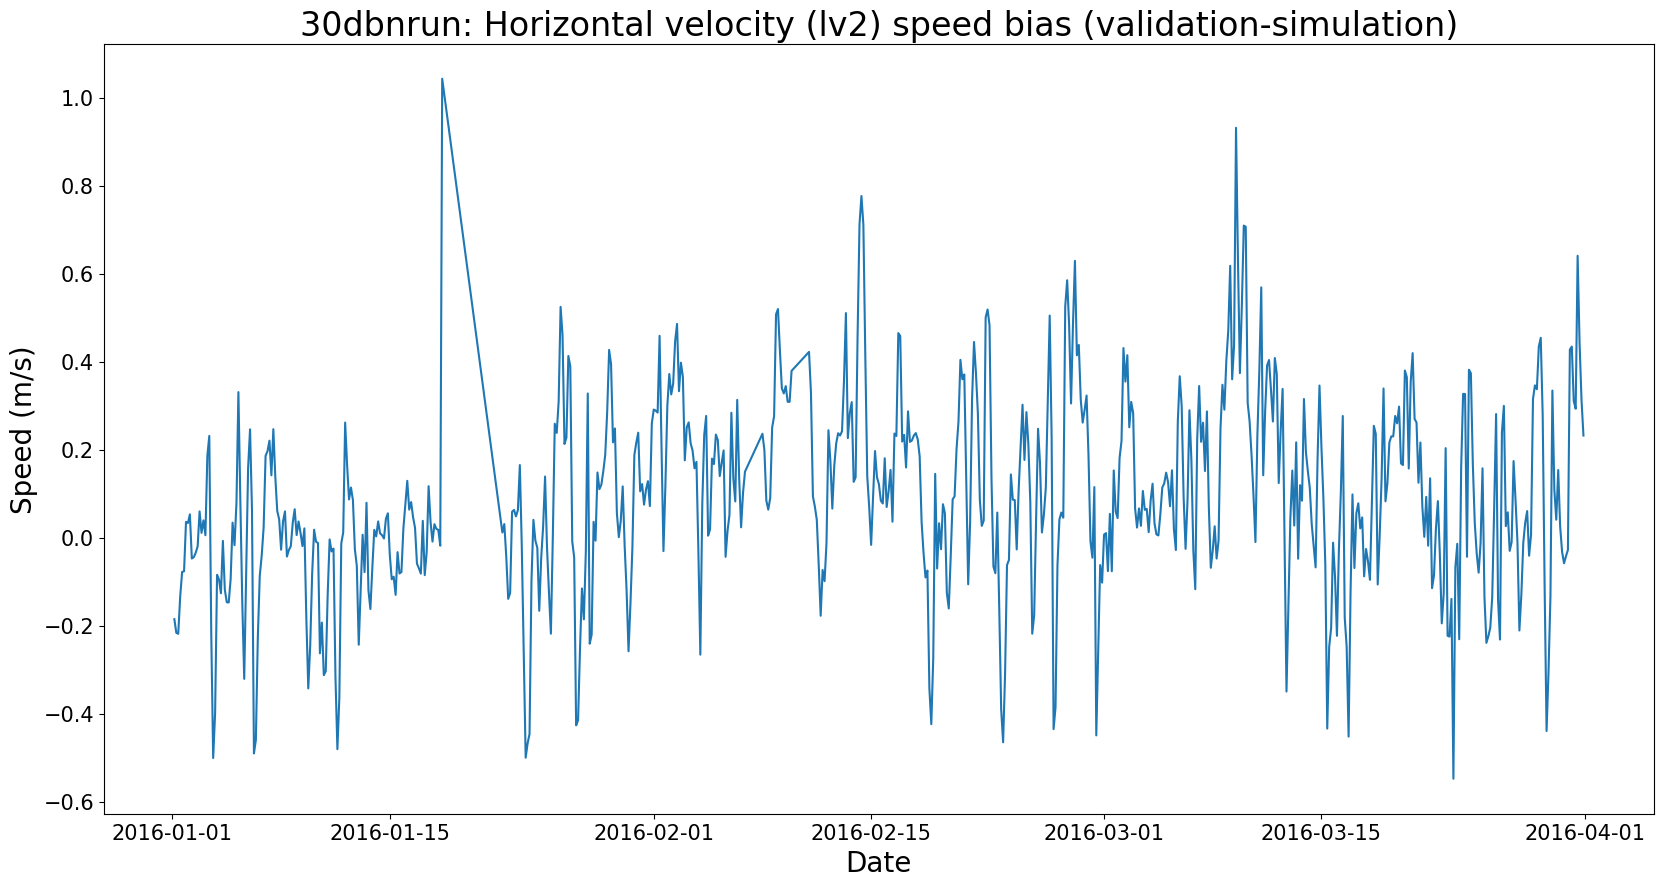 30dbnrun: Horizontal velocity (lv2) speed bias (validation-simulation)
Speed (m/s)
1.0
0.8
0.6
0.4
0.2
0.0
−0.2
−0.4
−0.6
2016-01-01 2016-01-15 2016-02-01 2016-02-15 2016-03-01 2016-03-15 2016-04-01
Date